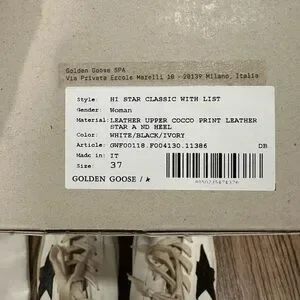 Golden Goose SPA
Via Privata Ercole Marelli 10 - 20139 Milano, Italia
Style: HI STAR CLASSIC WITH LIST
Gender: Woman
Material: LEATHER UPPER COCCO PRINT LEATHER
STAR A ND HEEL
Color: WHITE/BLACK/IVORY
Article: GWF00118.F004130.11386 DB
Made in: IT
Size: 37
GOLDEN GOOSE /